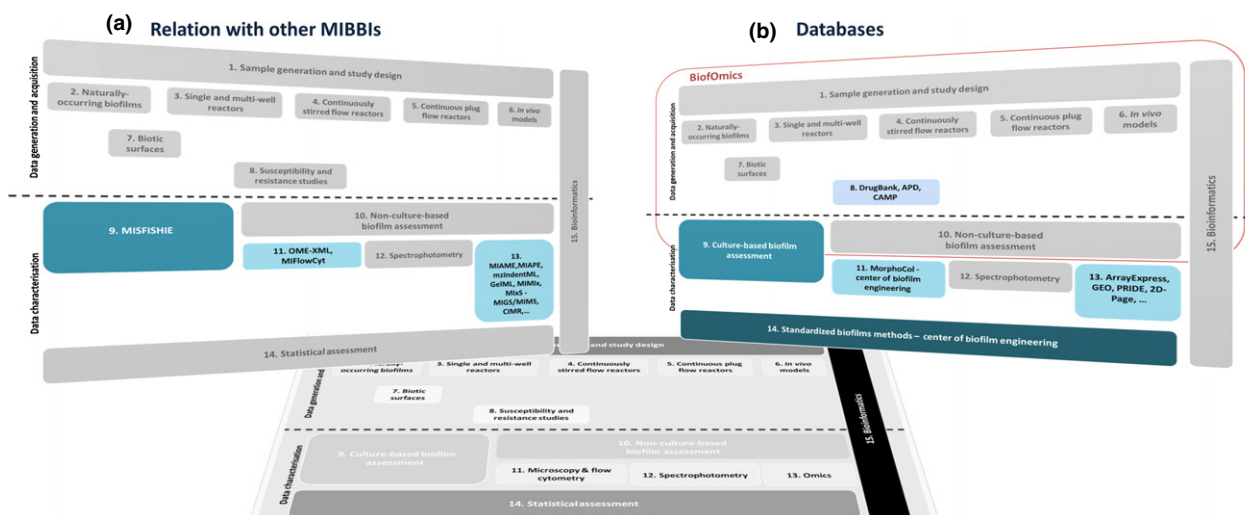 (a) Relation with other MIBBIs
Data generation and acquisition
1. Sample generation and study design
2. Naturally-
occurring biofilms
3. Single and multi-well
reactors
4. Continuously
stirred flow reactors
5. Continuous plug
flow reactors
6. In vivo
models
7. Biotic
surfaces
8. Susceptibility and
resistance studies
Data characterisation
9. MISFISHIE
10. Non-culture-based
biofilm assessment
11. OME-XML,
MIFlowCyt
12. Spectrophotometry
13.
MIAME,MIAPE,
mzIndentML,
GelML, MIMIx,
MIxS -
MIGS/MIMS,
CIMR,...
14. Statistical assessment
15. Bioinformatics
(b) Databases
BiofOmics
Data generation and acquisition
1. Sample generation and study design
2. Naturally-occurring
biofilms
3. Single and multi-well
reactors
4. Continuously
stirred flow reactors
5. Continuous plug
flow reactors
6. In vivo
models
7. Biotic
surfaces
8. DrugBank, APD,
CAMP
Data characterisation
9. Culture-based biofilm
assessment
10. Non-culture-based
biofilm assessment
11. MorphoCol -
center of biofilm
engineering
12. Spectrophotometry
13. ArrayExpress,
GEO, PRIDE, 2D-
Page, ...
14. Standardized biofilms methods – center of biofilm engineering
15. Bioinformatics
and study design
Data generation and
occurring biofilms
3. Single and multi-well
reactors
4. Continuously
stirred flow reactors
5. Continuous plug
flow reactors
6. In vivo
models
7. Biotic
surfaces
8. Susceptibility and
resistance studies
Data characterisation
9. Culture-based biofilm
assessment
10. Non-culture-based
biofilm assessment
11. Microscopy & flow
cytometry
12. Spectrophotometry
13. Omics
14. Statistical assessment
15. Bioinformatics